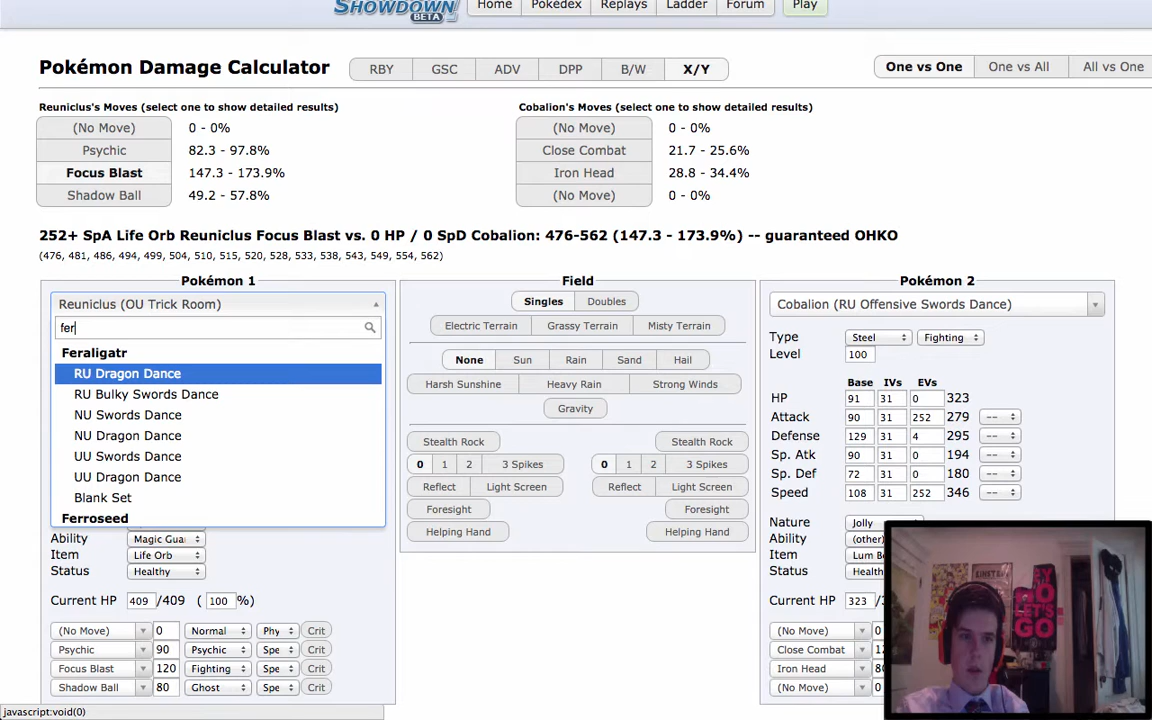 SHOWDOWN
BETA
Home Pokédex Replays Ladder Forum Play
Pokémon Damage Calculator RBY GSC ADV DPP B/W X/Y One vs One One vs All All vs One
Reuniclus's Moves (select one to show detailed results) Cobalion's Moves (select one to show detailed results)
(No Move) 0 - 0% (No Move) 0 - 0%
Psychic 82.3 - 97.8% Close Combat 21.7 - 25.6%
Focus Blast 147.3 - 173.9% Iron Head 28.8 - 34.4%
Shadow Ball 49.2 - 57.8% (No Move) 0 - 0%
252+ SpA Life Orb Reuniclus Focus Blast vs. 0 HP / 0 SpD Cobalion: 476-562 (147.3 - 173.9%) -- guaranteed OHKO
(476, 481, 486, 494, 499, 504, 510, 515, 520, 528, 533, 538, 543, 549, 554, 562)
Pokémon 1
Reuniclus (OU Trick Room)
fer
Feraligatr
RU Dragon Dance
RU Bulky Swords Dance
NU Swords Dance
NU Dragon Dance
UU Swords Dance
UU Dragon Dance
Blank Set
Ferroseed
Ability Magic Gua
Item Life Orb
Status Healthy
Current HP 409 /409 ( 100 %)
(No Move) 0 Normal Phy Crit
Psychic 90 Psychic Spe Crit
Focus Blast 120 Fighting Spe Crit
Shadow Ball 80 Ghost Spe Crit
javascript:void(0)
Field
Singles Doubles
Electric Terrain Grassy Terrain Misty Terrain
None Sun Rain Sand Hail
Harsh Sunshine Heavy Rain Strong Winds
Gravity
Stealth Rock Stealth Rock
0 1 2 3 Spikes 0 1 2 3 Spikes
Reflect Light Screen Reflect Light Screen
Foresight Foresight
Helping Hand Helping Hand
Pokémon 2
Cobalion (RU Offensive Swords Dance)
Type Steel Fighting
Level 100
Base IVs EVs
HP 91 31 0 323
Attack 90 31 252 279 --
Defense 129 31 4 295 --
Sp. Atk 90 31 0 194 --
Sp. Def 72 31 0 180 --
Speed 108 31 252 346 --
Nature Jolly
Ability (other)
Item Lum Be
Status Health
Current HP 323 /3
(No Move) 0
Close Combat 12
Iron Head 80
(No Move) 0
EINSTEIN
HO
LET'S
GO